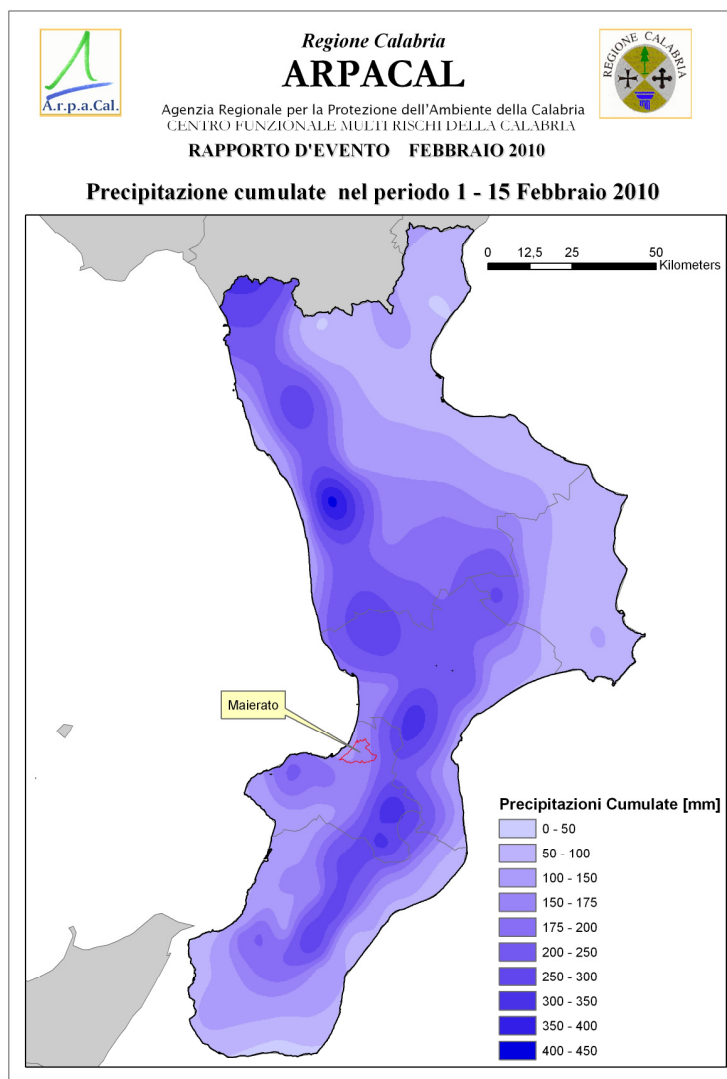 Regione Calabria
ARPACAL
A.r.p.a.Cal.
REGIONE CALABRIA
Agenzia Regionale per la Protezione dell'Ambiente della Calabria
CENTRO FUNZIONALE MULTI RISCHI DELLA CALABRIA
RAPPORTO D'EVENTO FEBBRAIO 2010
Precipitazione cumulate nel periodo 1 - 15 Febbraio 2010
0 12,5 25 50
Kilometers
Maierato
Precipitazioni Cumulate [mm]
0 - 50
50 - 100
100 - 150
150 - 175
175 - 200
200 - 250
250 - 300
300 - 350
350 - 400
400 - 450